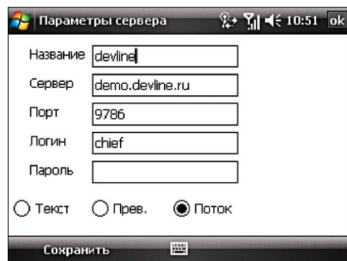 Параметры сервера 10:51 ok
Название devline
Сервер demo.devline.ru
Порт 9786
Логин chief
Пароль
Текст Прев. Поток
Сохранить